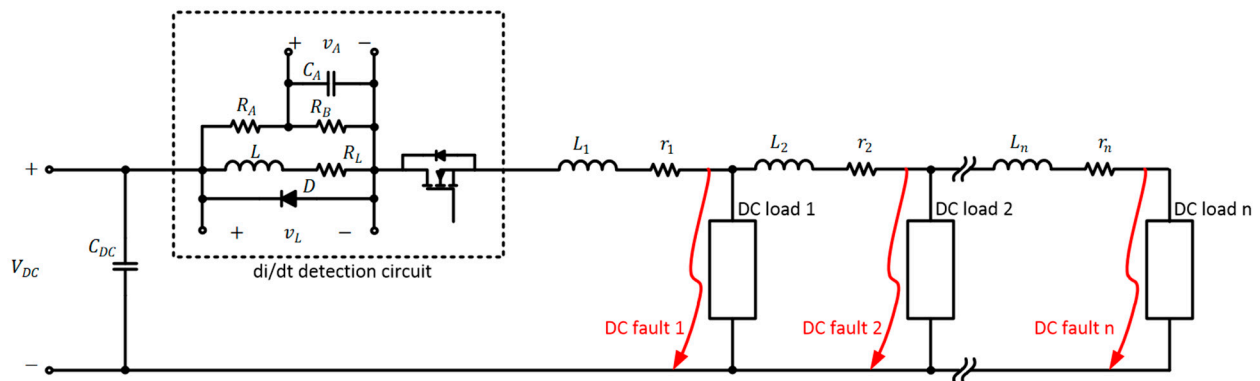 + v_A −
C_A
R_A R_B
L R_L
D
+ v_L −
di/dt detection circuit
+
V_DC
−
C_DC
L_1 r_1 L_2 r_2 L_n r_n
DC load 1 DC load 2 DC load n
DC fault 1 DC fault 2 DC fault n